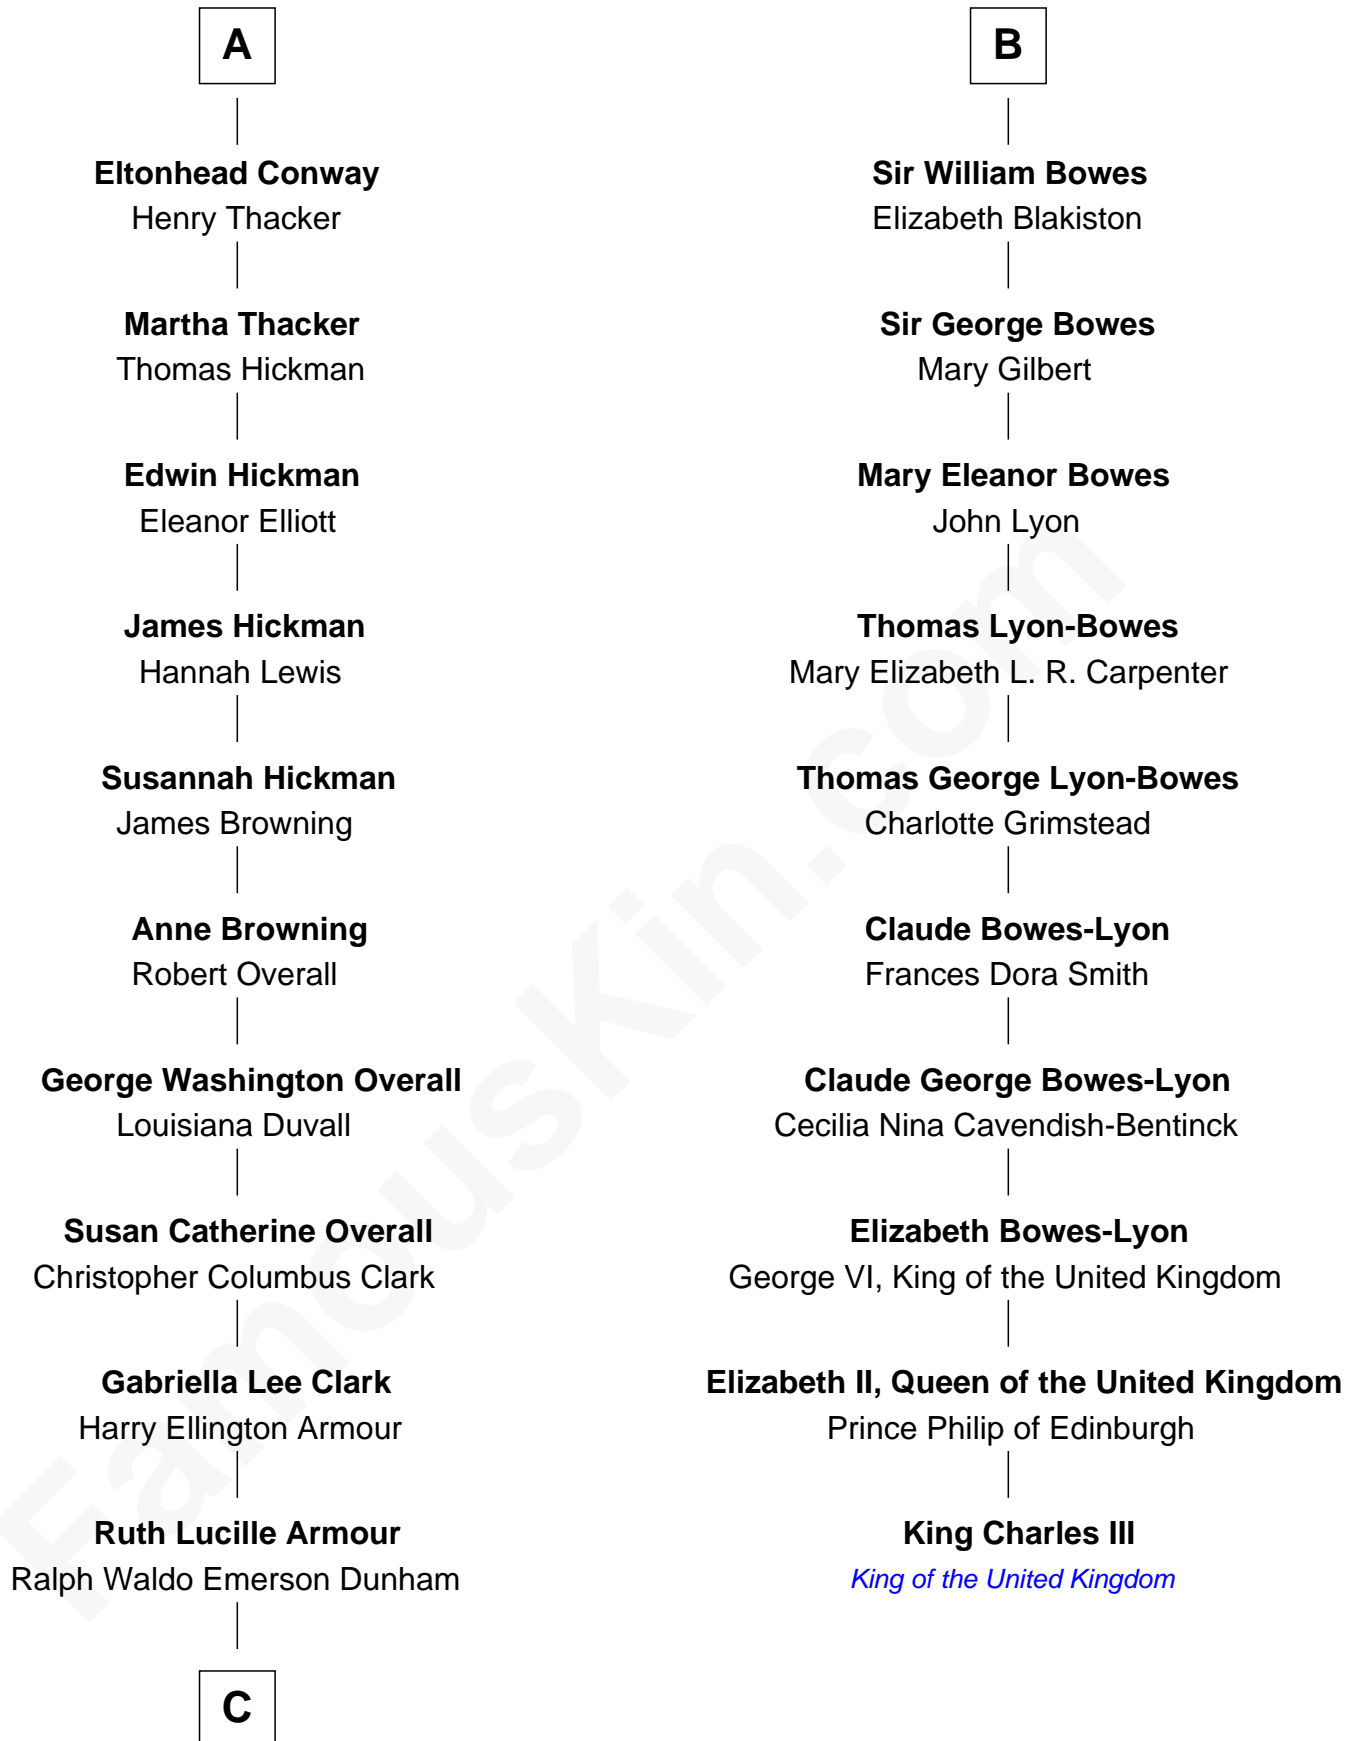 A
Eltonhead Conway
Henry Thacker
Martha Thacker
Thomas Hickman
Edwin Hickman
Eleanor Elliott
James Hickman
Hannah Lewis
Susannah Hickman
James Browning
Anne Browning
Robert Overall
George Washington Overall
Louisiana Duvall
Susan Catherine Overall
Christopher Columbus Clark
Gabriella Lee Clark
Harry Ellington Armour
Ruth Lucille Armour
Ralph Waldo Emerson Dunham
C
B
Sir William Bowes
Elizabeth Blakiston
Sir George Bowes
Mary Gilbert
Mary Eleanor Bowes
John Lyon
Thomas Lyon-Bowes
Mary Elizabeth L. R. Carpenter
Thomas George Lyon-Bowes
Charlotte Grimstead
Claude Bowes-Lyon
Frances Dora Smith
Claude George Bowes-Lyon
Cecilia Nina Cavendish-Bentinck
Elizabeth Bowes-Lyon
George VI, King of the United Kingdom
Elizabeth II, Queen of the United Kingdom
Prince Philip of Edinburgh
King Charles III
King of the United Kingdom
FamousKin.com